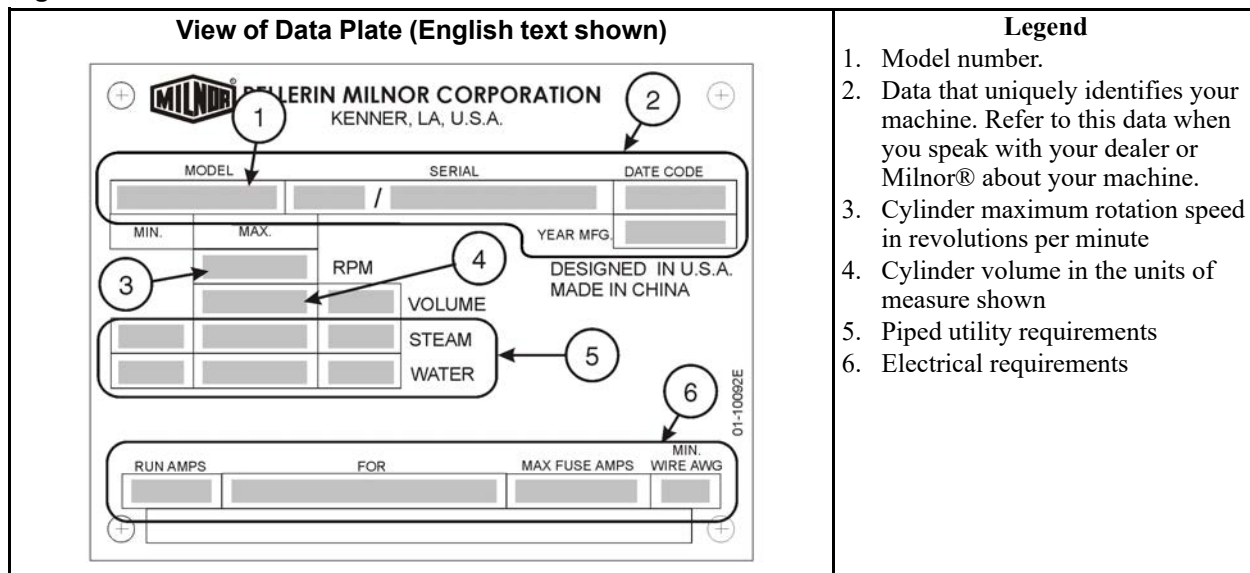 View of Data Plate (English text shown)
MILNOR®
PELLERIN MILNOR CORPORATION
KENNER, LA, U.S.A.
1
2
MODEL SERIAL DATE CODE
/
MIN. MAX. YEAR MFG.
3
RPM
4
DESIGNED IN U.S.A.
MADE IN CHINA
VOLUME
STEAM
5
WATER
6
01-10092E
RUN AMPS FOR MAX FUSE AMPS MIN.
WIRE AWG
Legend
1. Model number.
2. Data that uniquely identifies your
machine. Refer to this data when
you speak with your dealer or
Milnor® about your machine.
3. Cylinder maximum rotation speed
in revolutions per minute
4. Cylinder volume in the units of
measure shown
5. Piped utility requirements
6. Electrical requirements